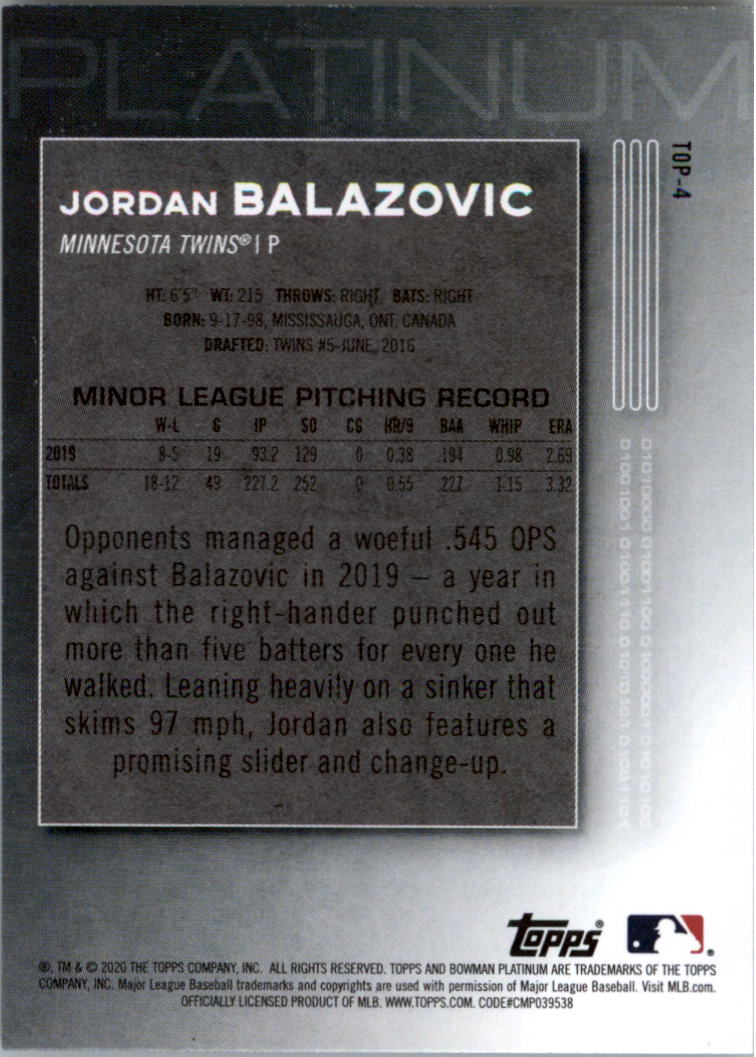 PLATINUM
TOP-4
JORDAN BALAZOVIC
MINNESOTA TWINS® | P
HT: 6'5" WT: 215 THROWS: RIGHT BATS: RIGHT
BORN: 9-17-98, MISSISSAUGA, ONT. CANADA
DRAFTED: TWINS #5-JUNE, 2016
MINOR LEAGUE PITCHING RECORD
W-L G IP SO CG HR/9 BAA WHIP ERA
2019 8-5 19 93.2 129 0 0.38 .194 0.98 2.69
TOTALS 18-12 49 227.2 252 0 0.55 .227 1.15 3.32
Opponents managed a woeful .545 OPS
against Balazovic in 2019 – a year in
which the right-hander punched out
more than five batters for every one he
walked. Leaning heavily on a sinker that
skims 97 mph, Jordan also features a
promising slider and change-up.
topps®
®, TM & © 2020 THE TOPPS COMPANY, INC. ALL RIGHTS RESERVED. TOPPS AND BOWMAN PLATINUM ARE TRADEMARKS OF THE TOPPS
COMPANY, INC. Major League Baseball trademarks and copyrights are used with permission of Major League Baseball. Visit MLB.com.
OFFICIALLY LICENSED PRODUCT OF MLB. WWW.TOPPS.COM. CODE#CMP039538